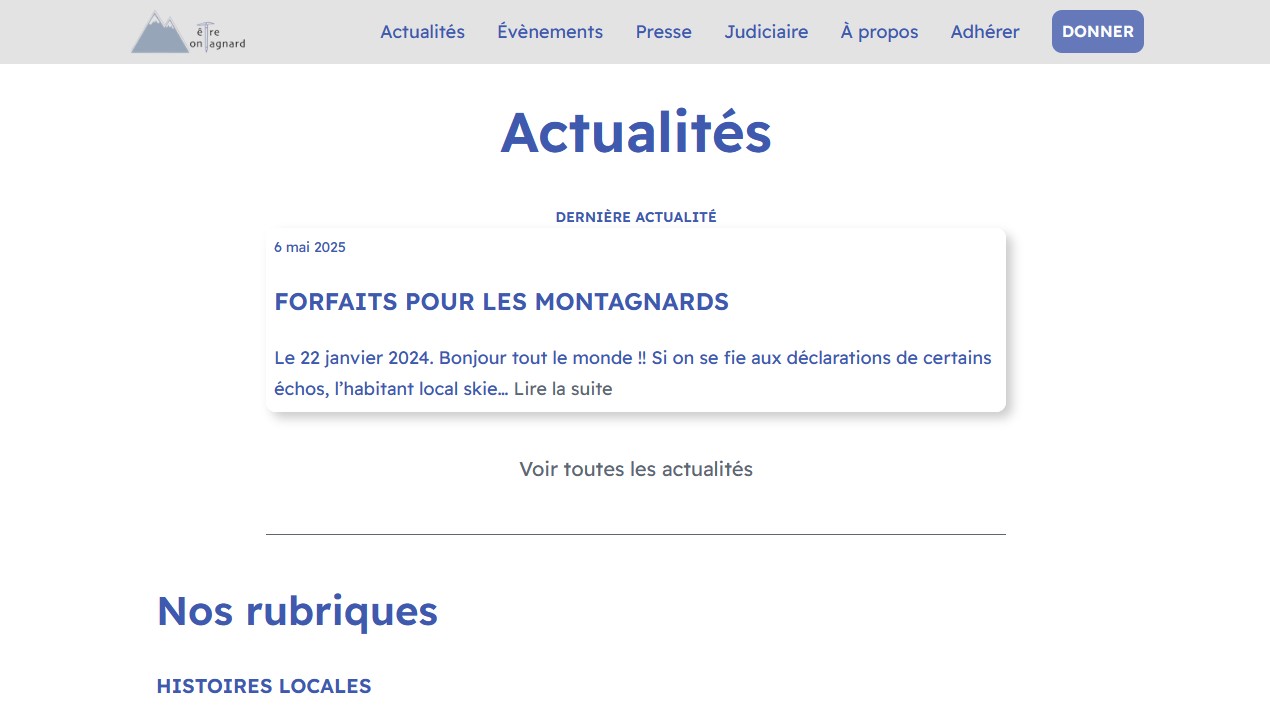 être
ontagnard
Actualités Évènements Presse Judiciaire À propos Adhérer DONNER
Actualités
DERNIÈRE ACTUALITÉ
6 mai 2025
FORFAITS POUR LES MONTAGNARDS
Le 22 janvier 2024. Bonjour tout le monde !! Si on se fie aux déclarations de certains
échos, l’habitant local skie… Lire la suite
Voir toutes les actualités
Nos rubriques
HISTOIRES LOCALES